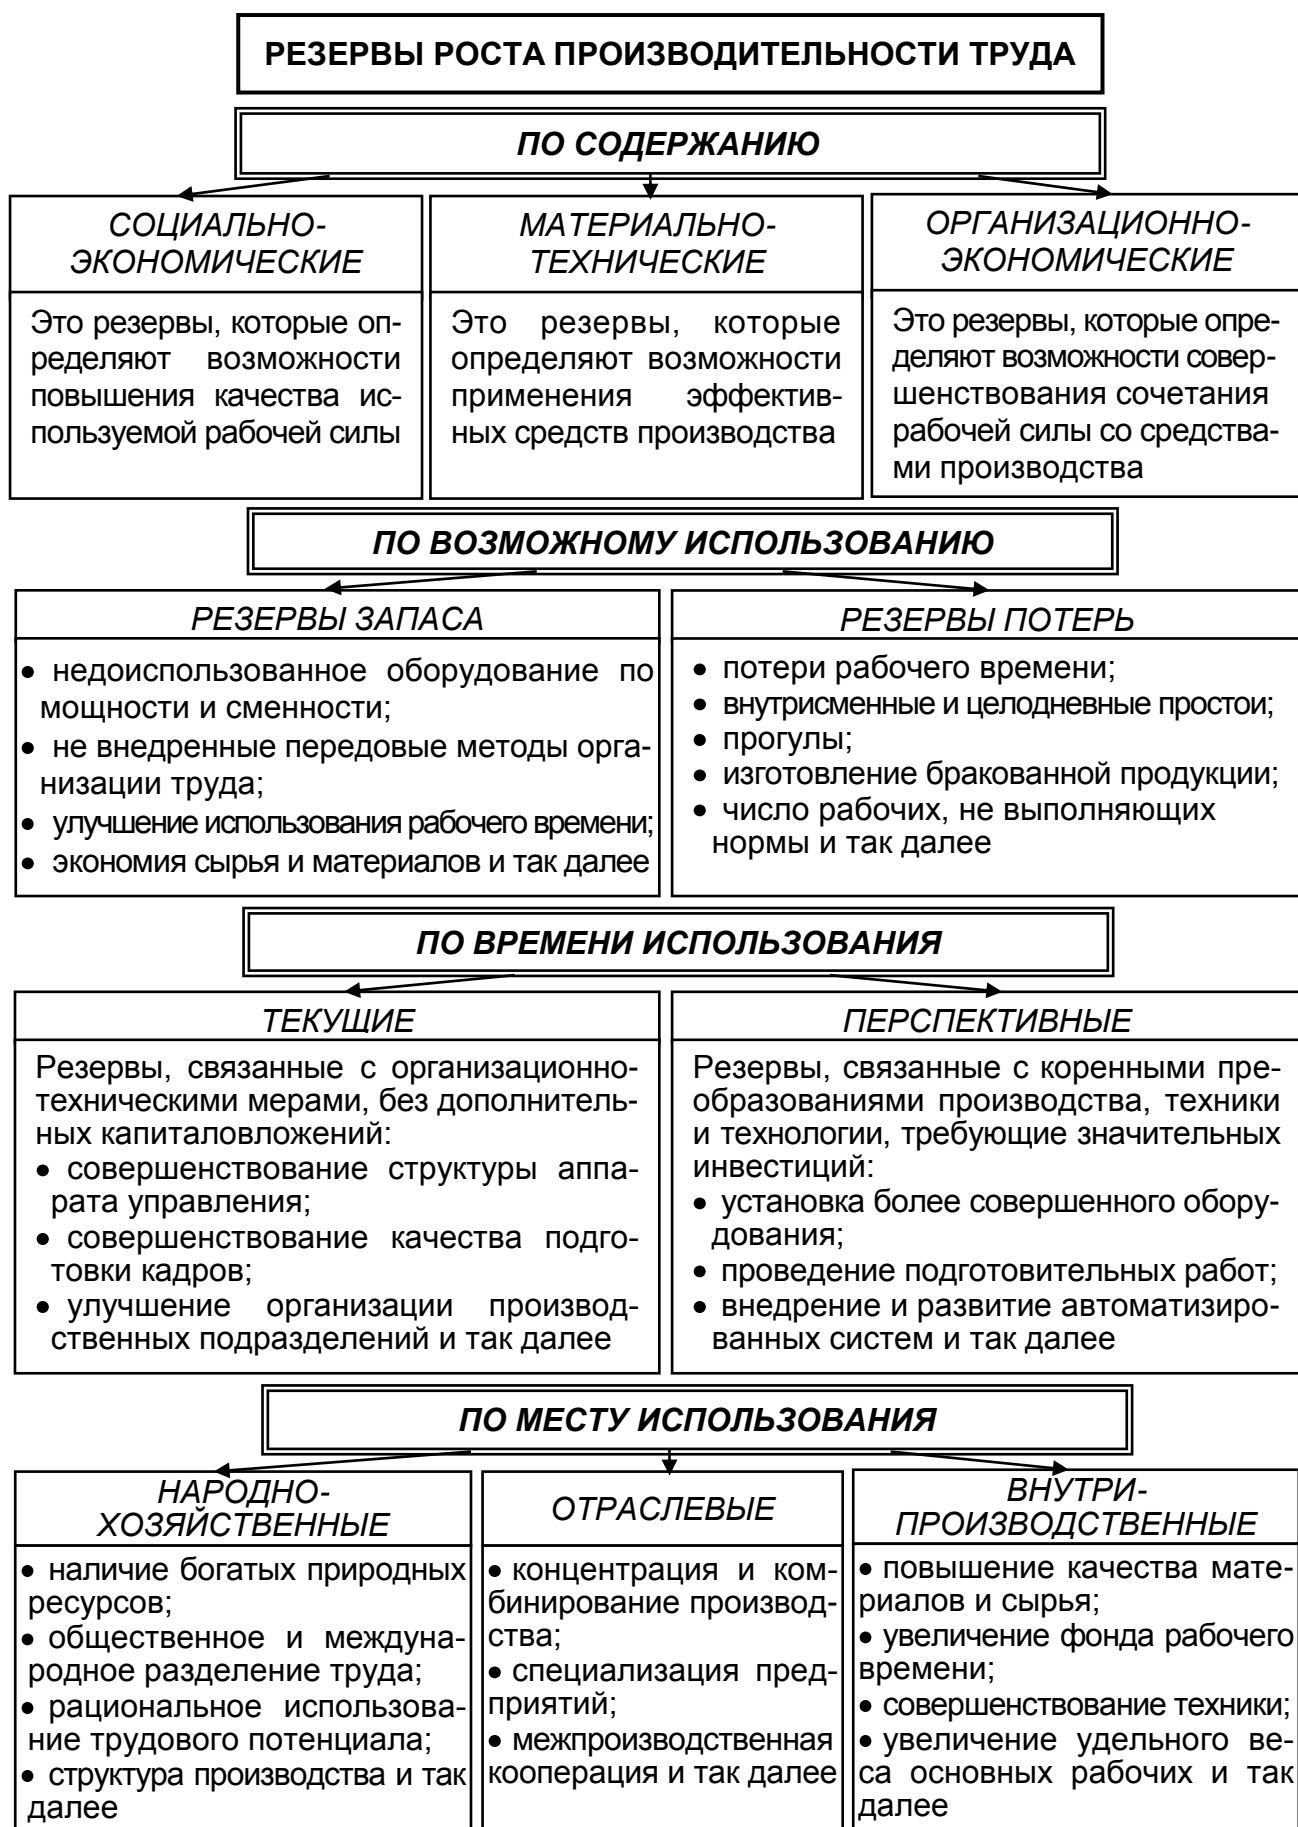 РЕЗЕРВЫ РОСТА ПРОИЗВОДИТЕЛЬНОСТИ ТРУДА
ПО СОДЕРЖАНИЮ
СОЦИАЛЬНО-
ЭКОНОМИЧЕСКИЕ
Это резервы, которые оп-
ределяют возможности
повышения качества ис-
пользуемой рабочей силы
МАТЕРИАЛЬНО-
ТЕХНИЧЕСКИЕ
Это резервы, которые
определяют возможности
применения эффектив-
ных средств производства
ОРГАНИЗАЦИОННО-
ЭКОНОМИЧЕСКИЕ
Это резервы, которые опре-
деляют возможности совер-
шенствования сочетания
рабочей силы со средства-
ми производства
ПО ВОЗМОЖНОМУ ИСПОЛЬЗОВАНИЮ
РЕЗЕРВЫ ЗАПАСА
• недоиспользованное оборудование по
мощности и сменности;
• не внедренные передовые методы орга-
низации труда;
• улучшение использования рабочего времени;
• экономия сырья и материалов и так далее
РЕЗЕРВЫ ПОТЕРЬ
• потери рабочего времени;
• внутрисменные и целодневные простои;
• прогулы;
• изготовление бракованной продукции;
• число рабочих, не выполняющих
нормы и так далее
ПО ВРЕМЕНИ ИСПОЛЬЗОВАНИЯ
ТЕКУЩИЕ
Резервы, связанные с организационно-
техническими мерами, без дополнитель-
ных капиталовложений:
• совершенствование структуры аппа-
рата управления;
• совершенствование качества подго-
товки кадров;
• улучшение организации производ-
ственных подразделений и так далее
ПЕРСПЕКТИВНЫЕ
Резервы, связанные с коренными пре-
образованиями производства, техники
и технологии, требующие значительных
инвестиций:
• установка более совершенного обору-
дования;
• проведение подготовительных работ;
• внедрение и развитие автоматизиро-
ванных систем и так далее
ПО МЕСТУ ИСПОЛЬЗОВАНИЯ
НАРОДНО-
ХОЗЯЙСТВЕННЫЕ
• наличие богатых природных
ресурсов;
• общественное и междуна-
родное разделение труда;
• рациональное использова-
ние трудового потенциала;
• структура производства и так
далее
ОТРАСЛЕВЫЕ
• концентрация и ком-
бинирование производ-
ства;
• специализация пред-
приятий;
• межпроизводственная
кооперация и так далее
ВНУТРИ-
ПРОИЗВОДСТВЕННЫЕ
• повышение качества мате-
риалов и сырья;
• увеличение фонда рабочего
времени;
• совершенствование техники;
• увеличение удельного ве-
са основных рабочих и так
далее